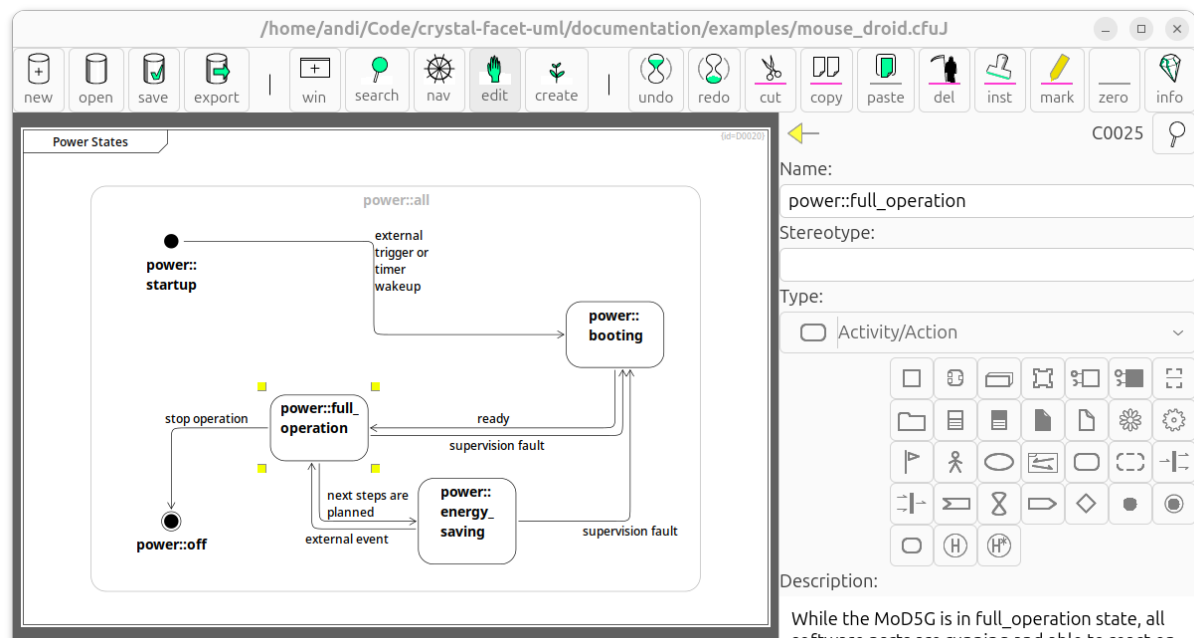 /home/andi/Code/crystal-facet-uml/documentation/examples/mouse_droid.cfuJ
new open save export win search nav edit create undo redo cut copy paste del inst mark zero info
Power States
{id=D0020}
power::all
external
trigger or
timer
wakeup
power::
startup
power::
booting
stop operation
power::full_
operation
ready
supervision fault
next steps are
planned
external event
power::
energy_
saving
supervision fault
power::off
C0025
Name:
power::full_operation
Stereotype:
Type:
Activity/Action
H
H*
Description:
While the MoD5G is in full_operation state, all